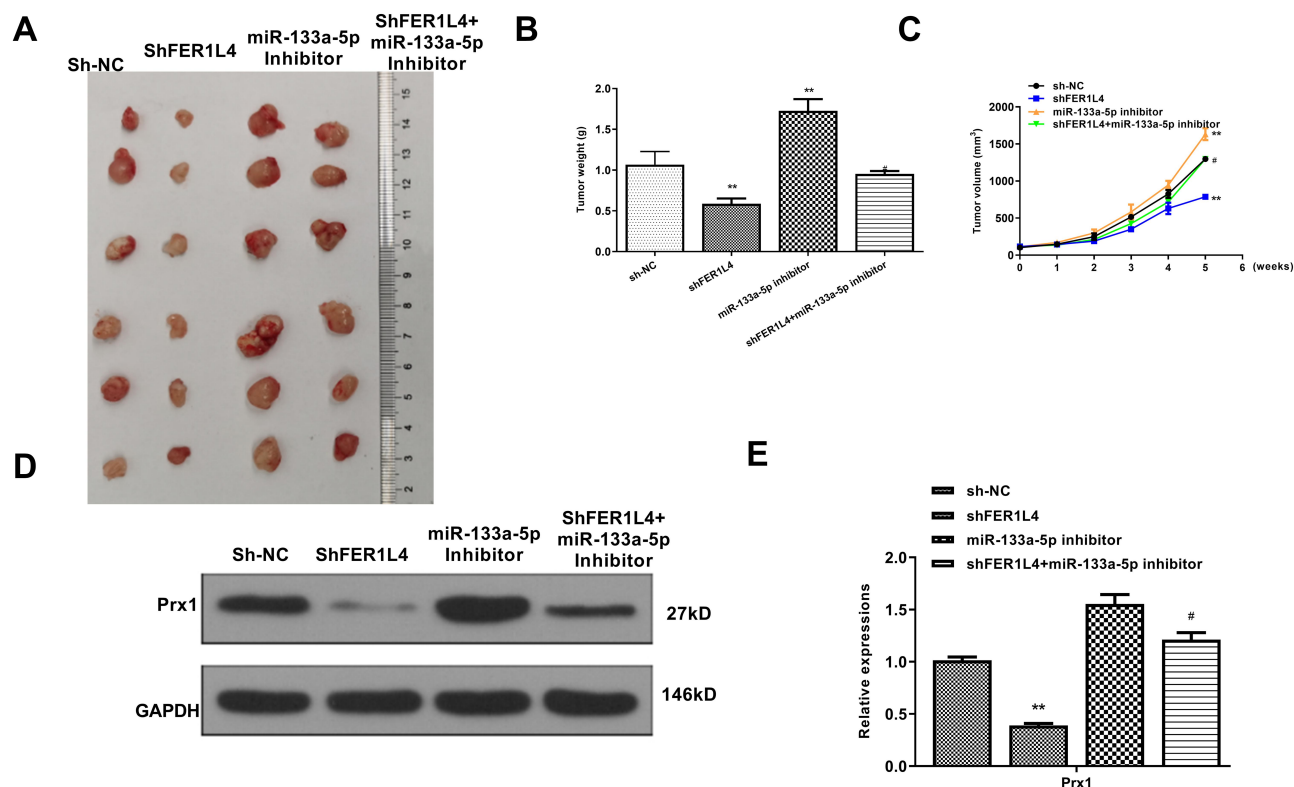 A
Sh-NC
ShFER1L4
miR-133a-5p
Inhibitor
ShFER1L4+
miR-133a-5p
Inhibitor
15
14
13
12
11
10
9
8
7
6
5
4
3
2
B
Tumor weight (g)
2.0
1.5
1.0
0.5
0.0
**
**
#
sh-NC
shFER1L4
miR-133a-5p inhibitor
shFER1L4+miR-133a-5p inhibitor
C
sh-NC
shFER1L4
miR-133a-5p inhibitor
shFER1L4+miR-133a-5p inhibitor
Tumor volume (mm³)
2000
1500
1000
500
0
**
#
**
0 1 2 3 4 5 6 (weeks)
D
Sh-NC
ShFER1L4
miR-133a-5p
Inhibitor
ShFER1L4+
miR-133a-5p
Inhibitor
Prx1
27kD
GAPDH
146kD
E
sh-NC
shFER1L4
miR-133a-5p inhibitor
shFER1L4+miR-133a-5p inhibitor
Relative expressions
2.0
1.5
1.0
0.5
0.0
**
#
Prx1